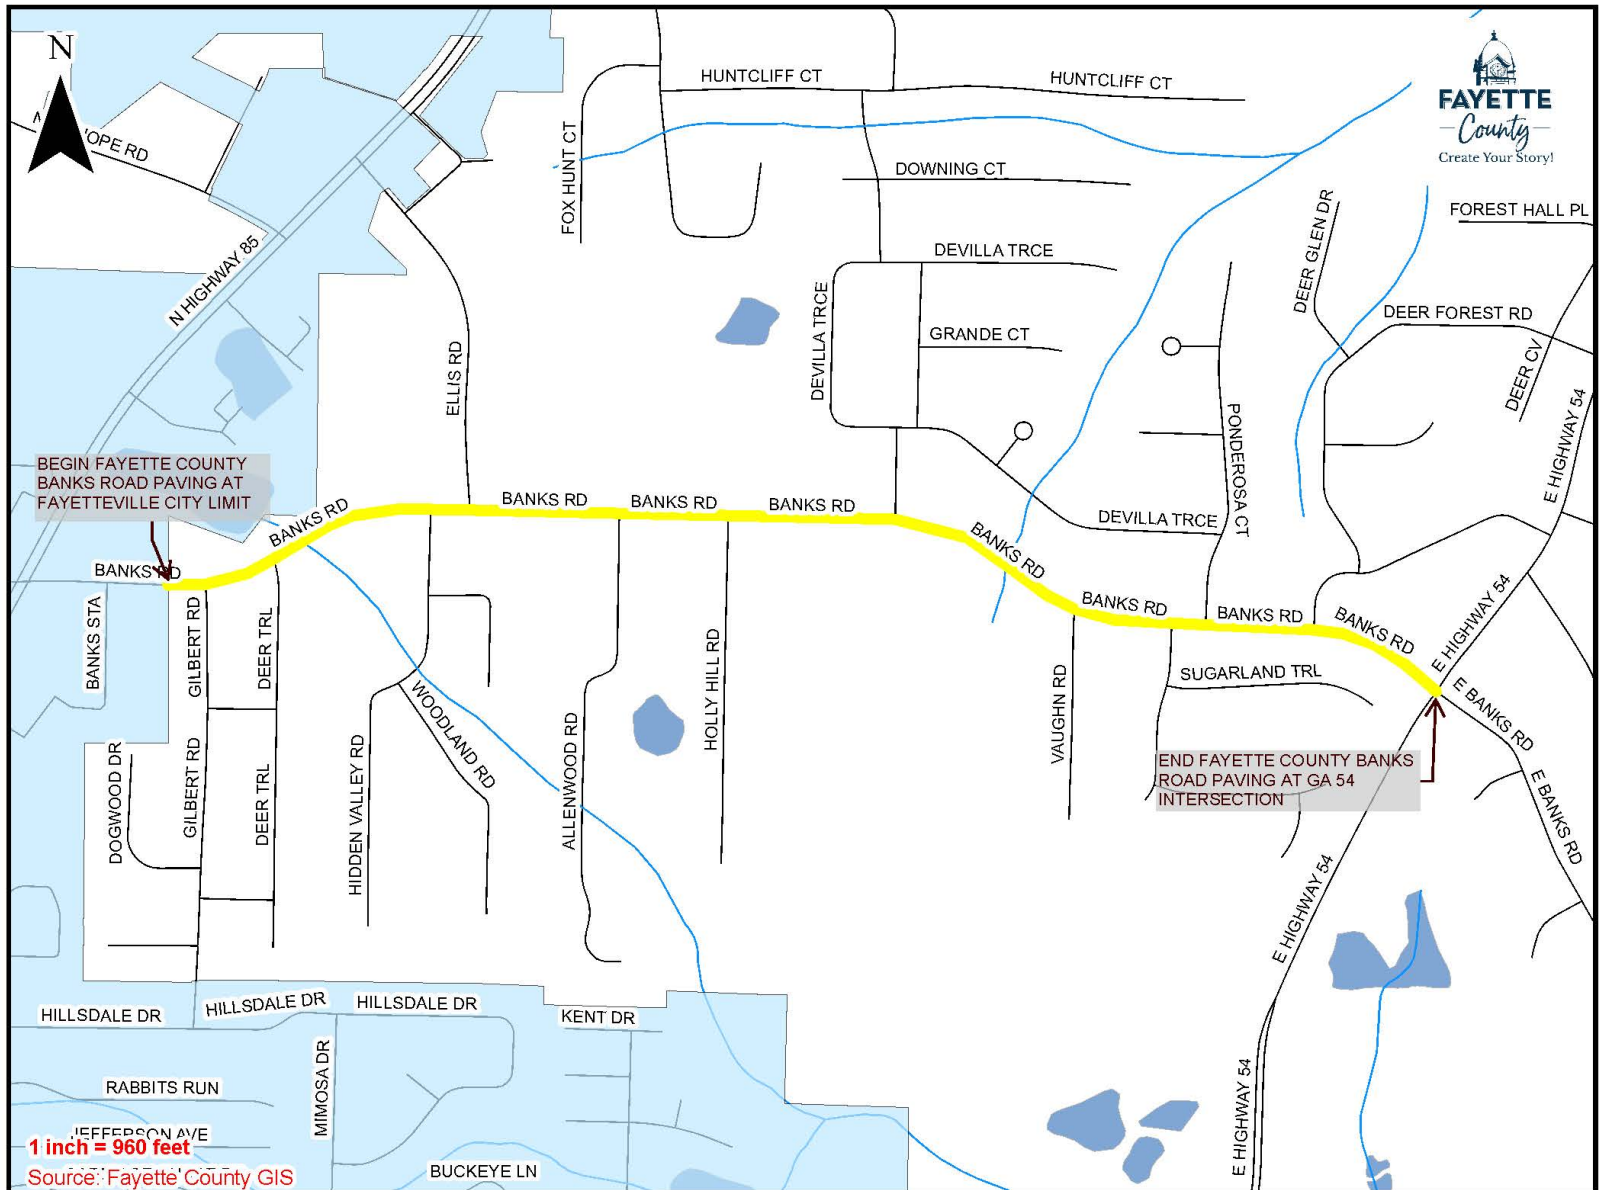 N
FAYETTE
County
Create Your Story!
HUNTCLIFF CT
HUNTCLIFF CT
OPE RD
FOX HUNT CT
DOWNING CT
DEER GLEN DR
FOREST HALL PL
N HIGHWAY 85
DEVILLA TRCE
DEVILLA TRCE
GRANDE CT
DEER FOREST RD
DEER CV
ELLIS RD
PONDEROSA CT
E HIGHWAY 54
BEGIN FAYETTE COUNTY
BANKS ROAD PAVING AT
FAYETTEVILLE CITY LIMIT
BANKS RD
BANKS RD
BANKS RD
BANKS RD
BANKS RD
DEVILLA TRCE
BANKS RD
BANKS RD
BANKS RD
BANKS RD
E HIGHWAY 54
BANKS STA
GILBERT RD
DEER TRL
HOLLY HILL RD
VAUGHN RD
SUGARLAND TRL
E BANKS RD
WOODLAND RD
DOGWOOD DR
GILBERT RD
DEER TRL
HIDDEN VALLEY RD
ALLENWOOD RD
END FAYETTE COUNTY BANKS
ROAD PAVING AT GA 54
INTERSECTION
E BANKS RD
E HIGHWAY 54
HILLSDALE DR
HILLSDALE DR
HILLSDALE DR
KENT DR
MIMOSA DR
RABBITS RUN
E HIGHWAY 54
JEFFERSON AVE
1 inch = 960 feet
Source: Fayette County GIS
BUCKEYE LN